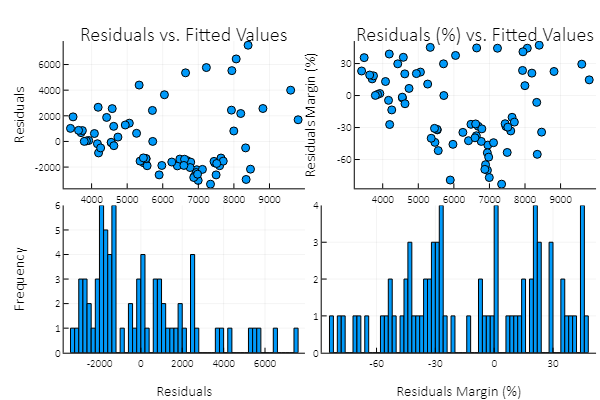 Residuals vs. Fitted Values
Residuals (%) vs. Fitted Values
Residuals
6000
4000
2000
0
-2000
4000 5000 6000 7000 8000 9000
Residuals Margin (%)
30
0
-30
-60
4000 5000 6000 7000 8000 9000
Frequency
6
5
4
3
2
1
0
-2000 0 2000 4000 6000
Residuals
4
3
2
1
0
-60 -30 0 30
Residuals Margin (%)